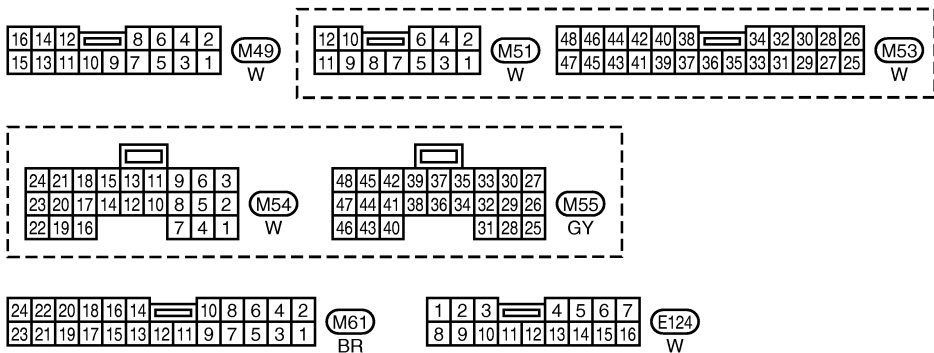 16 14 12 8 6 4 2 M49
15 13 11 10 9 7 5 3 1 W
12 10 6 4 2 M51
11 9 8 7 5 3 1 W
48 46 44 42 40 38 34 32 30 28 26 M53
47 45 43 41 39 37 36 35 33 31 29 27 25 W
24 21 18 15 13 11 9 6 3
23 20 17 14 12 10 8 5 2 M54
22 19 16 7 4 1 W
48 45 42 39 37 35 33 30 27
47 44 41 38 36 34 32 29 26 M55
46 43 40 31 28 25 GY
24 22 20 18 16 14 10 8 6 4 2 M61
23 21 19 17 15 13 12 11 9 7 5 3 1 BR
1 2 3 4 5 6 7 E124
8 9 10 11 12 13 14 15 16 W